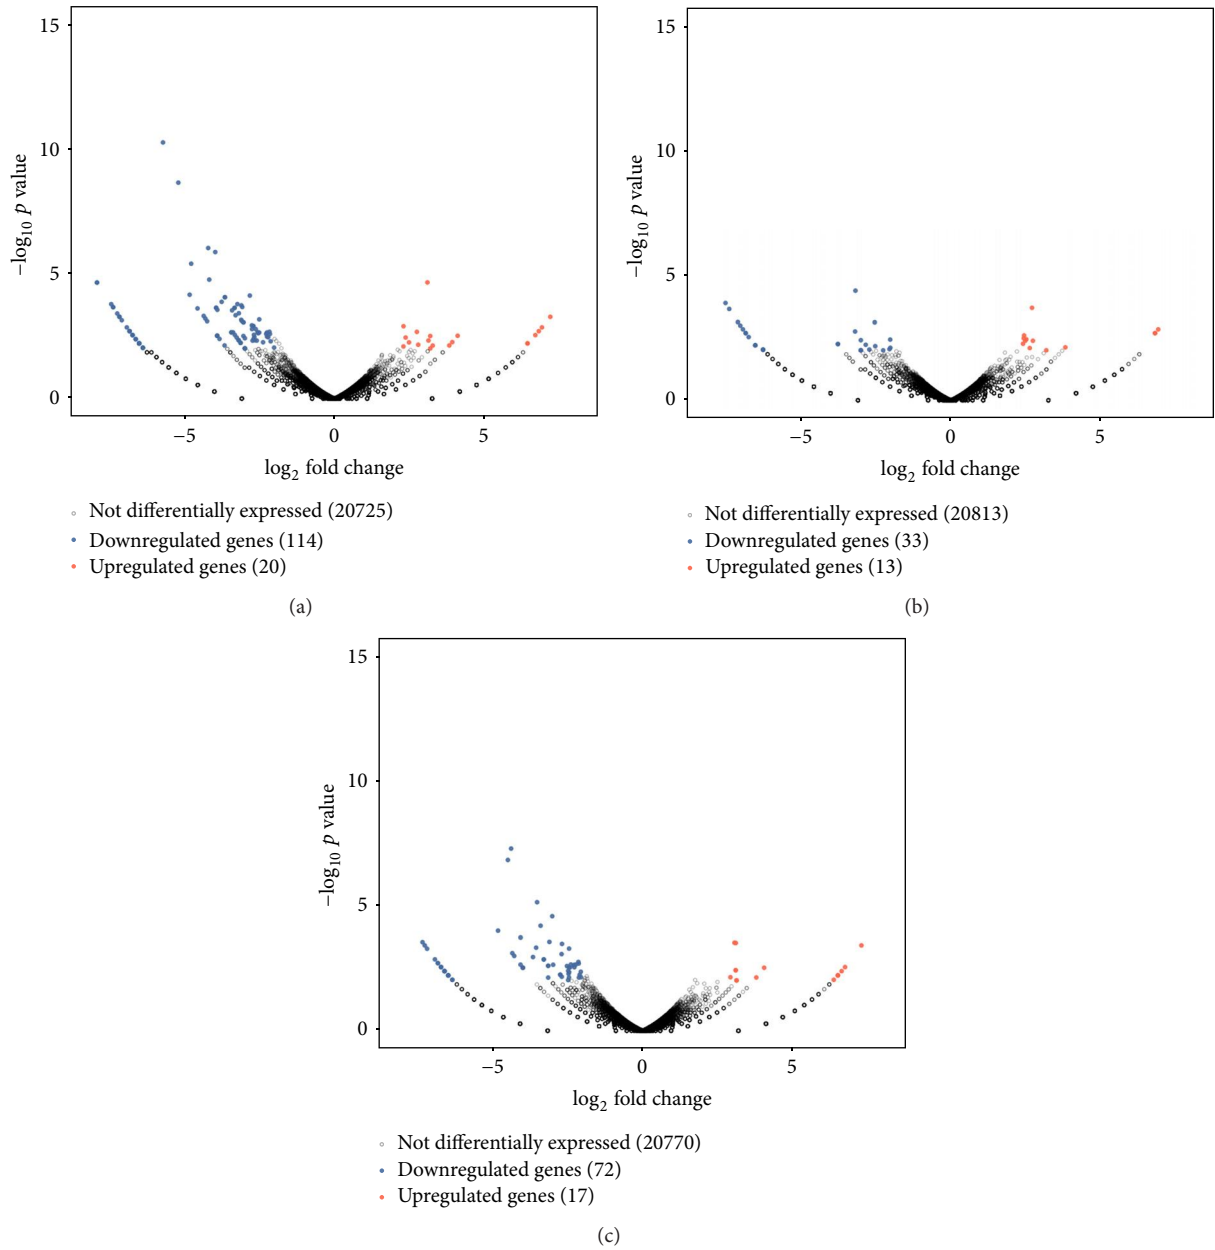 15
10
5
0
−log10 p value
−5 0 5
log2 fold change
Not differentially expressed (20725)
Downregulated genes (114)
Upregulated genes (20)
(a)
15
10
5
0
−log10 p value
−5 0 5
log2 fold change
Not differentially expressed (20813)
Downregulated genes (33)
Upregulated genes (13)
(b)
15
10
5
0
−log10 p value
−5 0 5
log2 fold change
Not differentially expressed (20770)
Downregulated genes (72)
Upregulated genes (17)
(c)